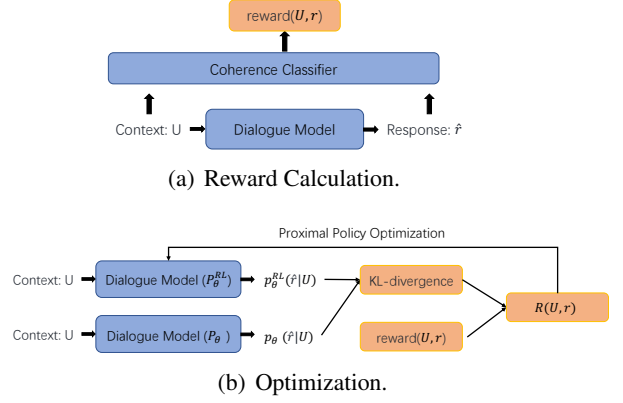 reward(U, r)
Coherence Classifier
Context: U
Dialogue Model
Response: r̂
(a) Reward Calculation.
Proximal Policy Optimization
Context: U
Dialogue Model (P_θ^{RL})
p_θ^{RL}(r̂|U)
KL-divergence
R(U, r)
Context: U
Dialogue Model (P_θ )
p_θ (r̂|U)
reward(U, r)
(b) Optimization.